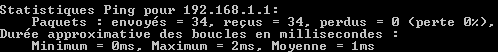 Statistiques Ping pour 192.168.1.1:
Paquets : envoyés = 34, reçus = 34, perdus = 0 (perte 0%),
Durée approximative des boucles en millisecondes :
Minimum = 0ms, Maximum = 2ms, Moyenne = 1ms